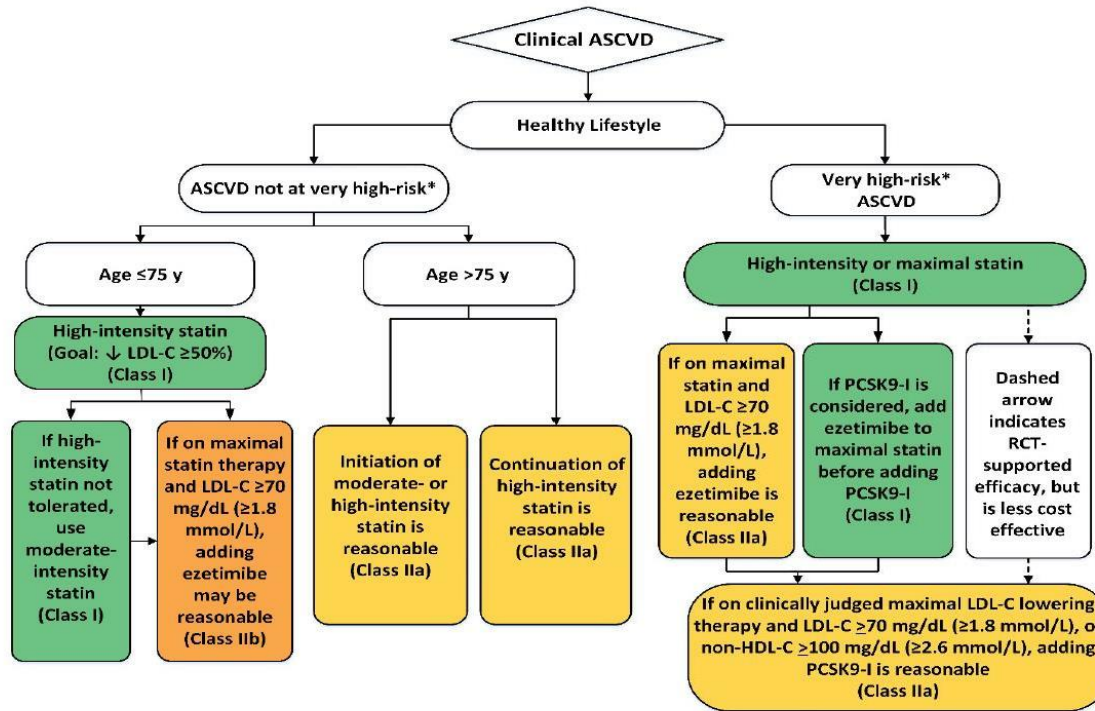 Clinical ASCVD
Healthy Lifestyle
ASCVD not at very high-risk*
Very high-risk*
ASCVD
Age ≤75 y
Age >75 y
High-intensity or maximal statin
(Class I)
High-intensity statin
(Goal: ↓ LDL-C ≥50%)
(Class I)
If high-
intensity
statin not
tolerated,
use
moderate-
intensity
statin
(Class I)
If on maximal
statin therapy
and LDL-C ≥70
mg/dL (≥1.8
mmol/L),
adding
ezetimibe may
be reasonable
(Class IIb)
Initiation of
moderate- or
high-intensity
statin is
reasonable
(Class IIa)
Continuation of
high-intensity
statin is
reasonable
(Class IIa)
If on maximal
statin and
LDL-C ≥70
mg/dL (≥1.8
mmol/L),
adding
ezetimibe is
reasonable
(Class IIa)
If PCSK9-I is
considered, add
ezetimibe to
maximal statin
before adding
PCSK9-I
(Class I)
Dashed
arrow
indicates
RCT-
supported
efficacy, but
is less cost
effective
If on clinically judged maximal LDL-C lowering
therapy and LDL-C ≥70 mg/dL (≥1.8 mmol/L), o
non-HDL-C ≥100 mg/dL (≥2.6 mmol/L), adding
PCSK9-I is reasonable
(Class IIa)